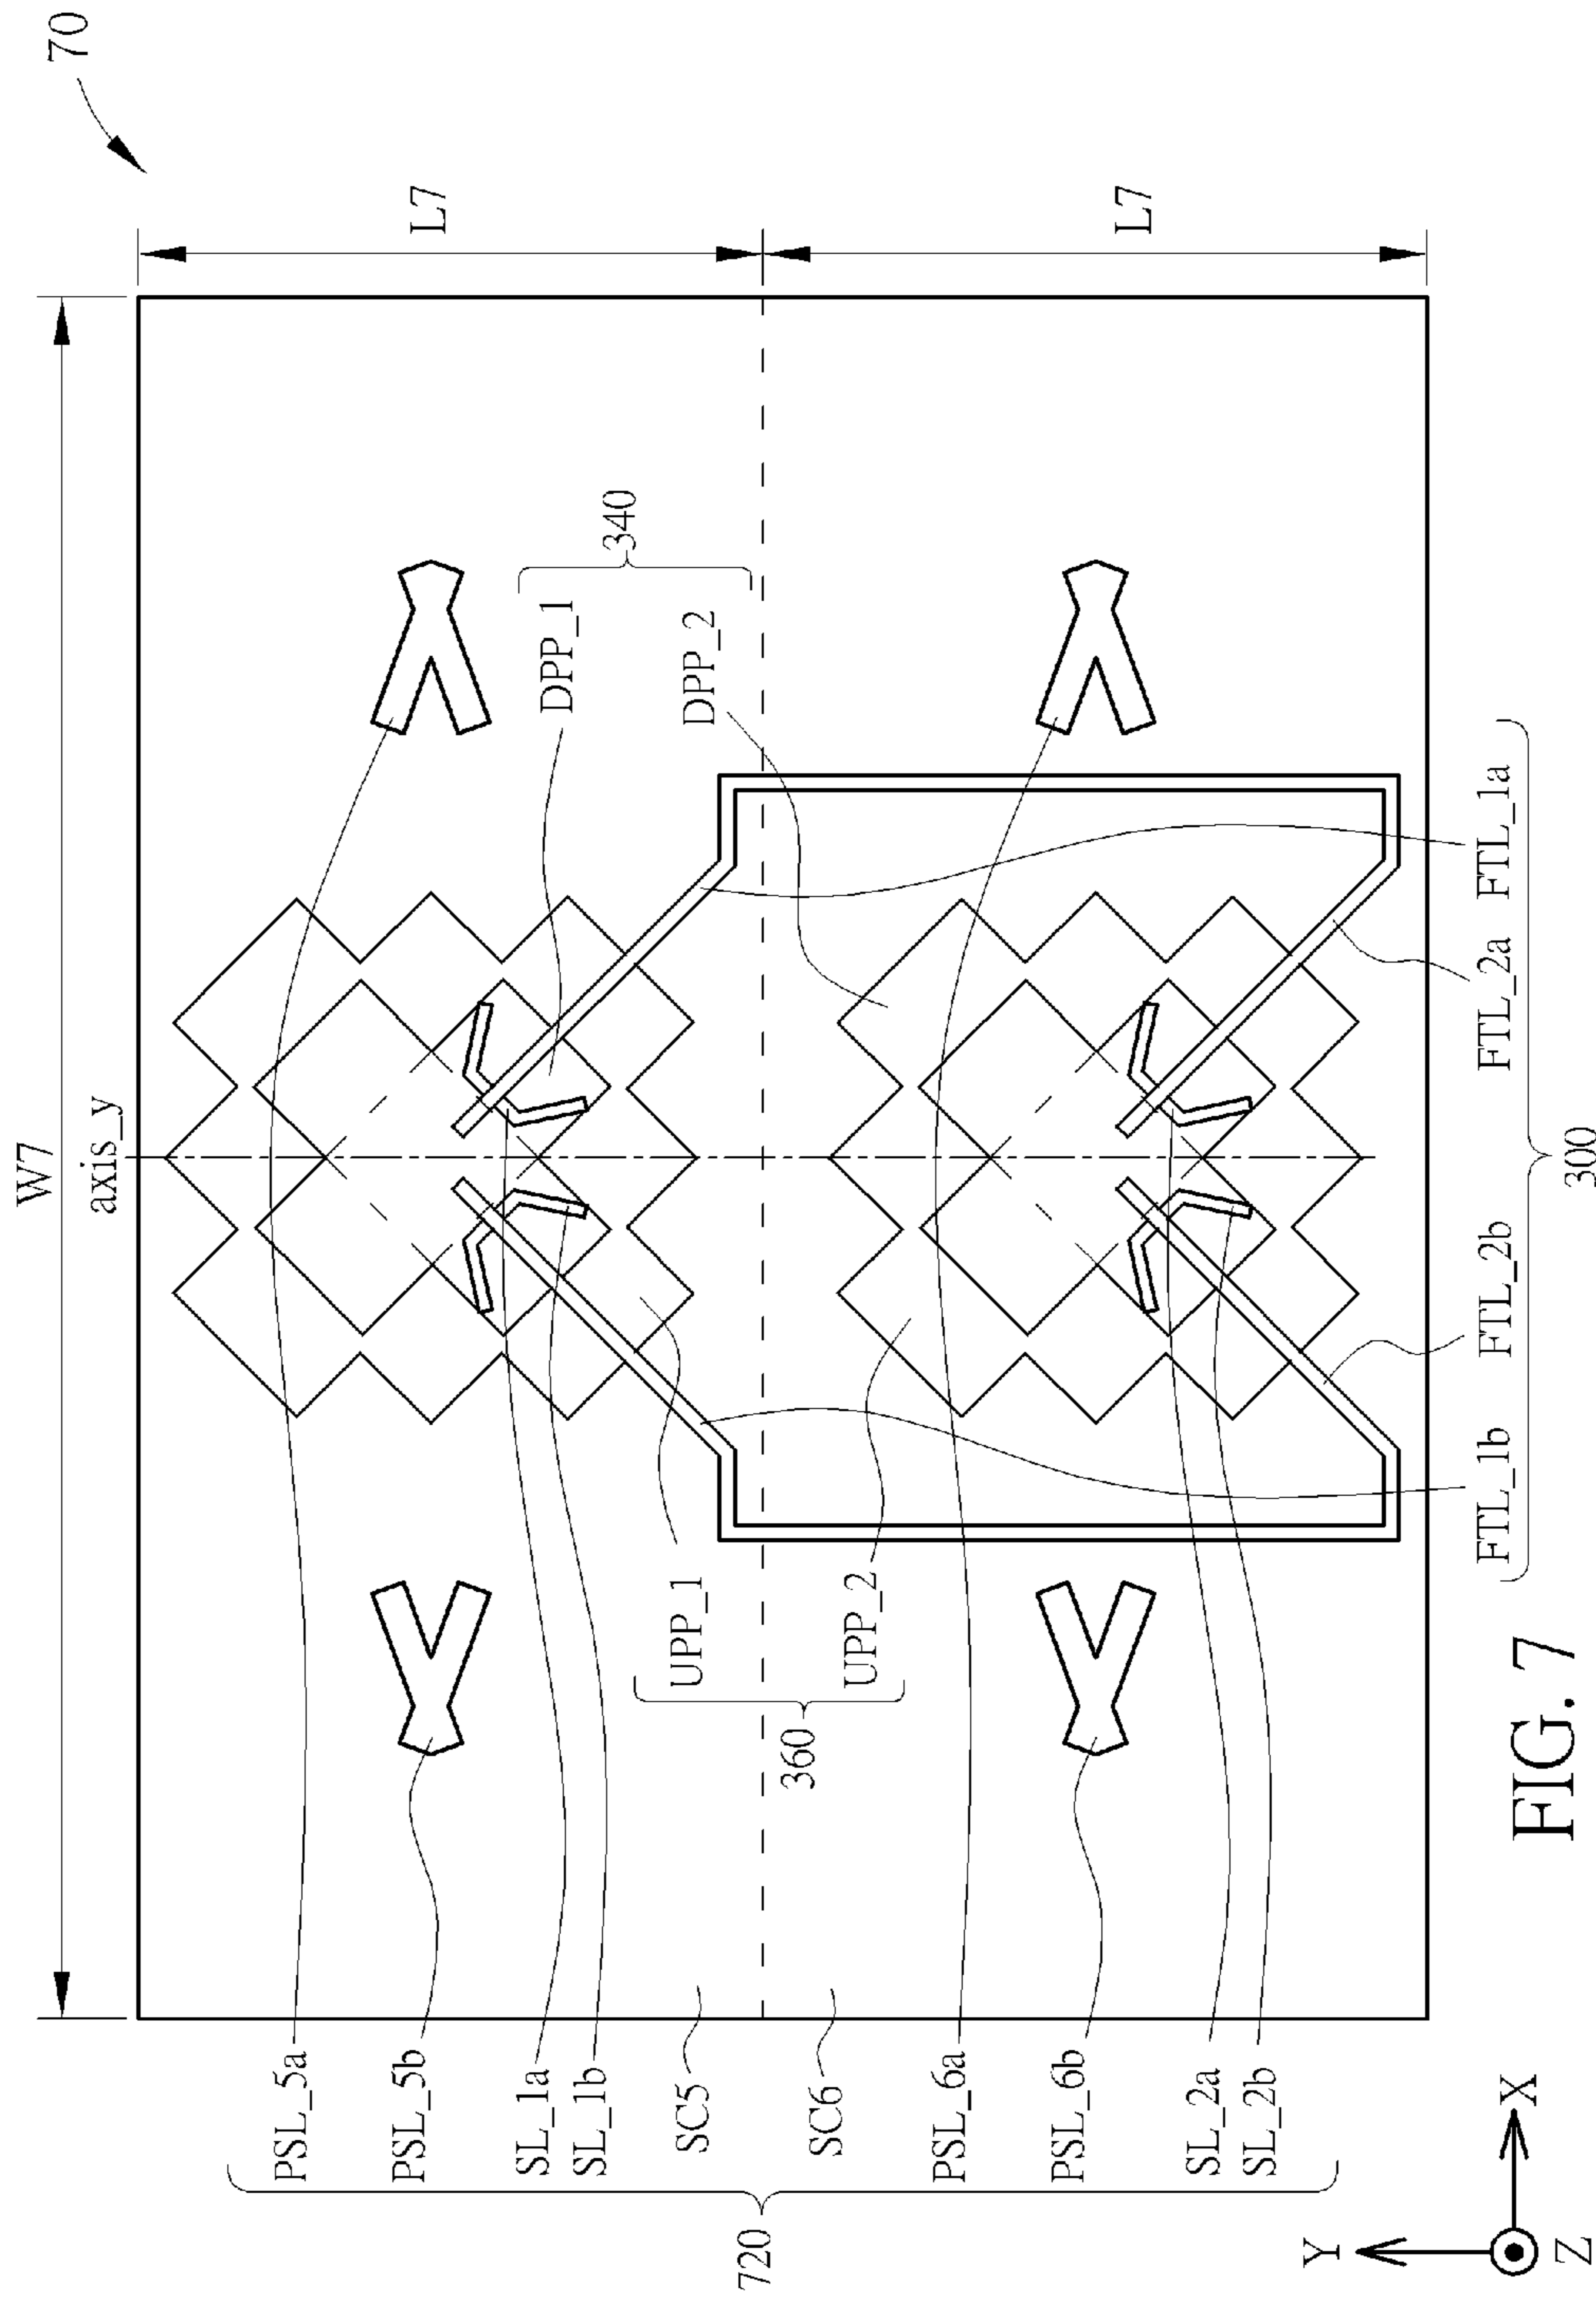 70
W7
axis_y
L7
L7
340
DPP_1
DPP_2
UPP_1
UPP_2
360
PSL_5a
PSL_5b
SL_1a
SL_1b
SC5
SC6
PSL_6a
PSL_6b
SL_2a
SL_2b
720
FTL_1b
FTL_2b
FTL_2a
FTL_1a
300
Y
X
Z
FIG. 7